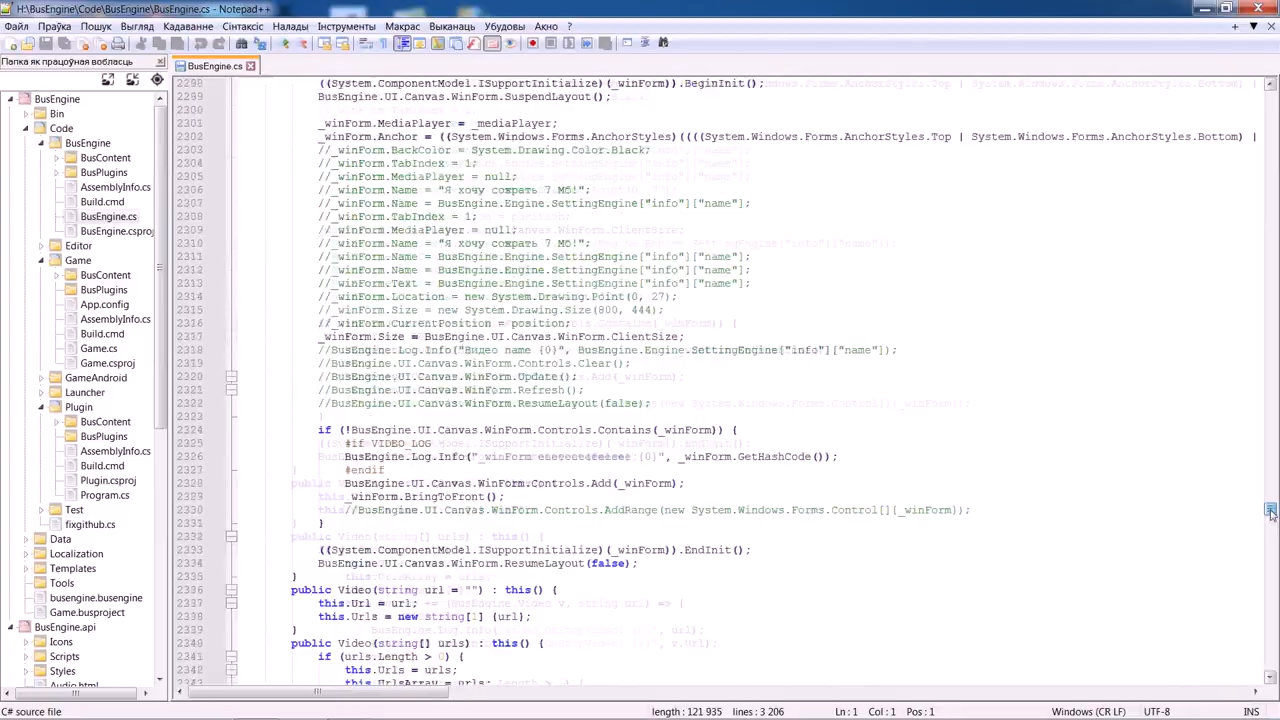 H:\BusEngine\Code\BusEngine\BusEngine.cs - Notepad++
Файл Праўка Пошук Выгляд Кадаванне Сінтаксіс Налады Інструменты Макрас Выканаць Убудовы Акно ?
Папка як працоўная вобласць
BusEngine.cs
BusEngine
Bin
Code
BusEngine
BusContent
BusPlugins
AssemblyInfo.cs
Build.cmd
BusEngine.cs
BusEngine.csproj
Editor
Game
BusContent
BusPlugins
App.config
AssemblyInfo.cs
Build.cmd
Game.cs
Game.csproj
GameAndroid
Launcher
Plugin
BusContent
BusPlugins
AssemblyInfo.cs
Build.cmd
Plugin.csproj
Program.cs
Test
fixgithub.cs
Data
Localization
Templates
Tools
busengine.busengine
Game.busproject
BusEngine.api
Icons
Scripts
Styles
Audio.html
2298 ((System.ComponentModel.ISupportInitialize)(_winForm)).BeginInit();
2299 BusEngine.UI.Canvas.WinForm.SuspendLayout();
2300
2301 _winForm.MediaPlayer = _mediaPlayer;
2302 _winForm.Anchor = ((System.Windows.Forms.AnchorStyles)((((System.Windows.Forms.AnchorStyles.Top | System.Windows.Forms.AnchorStyles.Bottom) |
2303 //_winForm.BackColor = System.Drawing.Color.Black;
2304 //_winForm.TabIndex = 1;
2305 //_winForm.MediaPlayer = null;
2306 //_winForm.Name = "Я хочу сожрать 7 Мб!";
2307 //_winForm.Name = BusEngine.Engine.SettingEngine["info"]["name"];
2308 //_winForm.TabIndex = 1;
2309 //_winForm.MediaPlayer = null;
2310 //_winForm.Name = "Я хочу сожрать 7 Мб!";
2311 //_winForm.Name = BusEngine.Engine.SettingEngine["info"]["name"];
2312 //_winForm.Name = BusEngine.Engine.SettingEngine["info"]["name"];
2313 //_winForm.Text = BusEngine.Engine.SettingEngine["info"]["name"];
2314 //_winForm.Location = new System.Drawing.Point(0, 27);
2315 //_winForm.Size = new System.Drawing.Size(800, 444);
2316 //_winForm.CurrentPosition = position;
2317 _winForm.Size = BusEngine.UI.Canvas.WinForm.ClientSize;
2318 //BusEngine.Log.Info("Видео name {0}", BusEngine.Engine.SettingEngine["info"]["name"]);
2319 //BusEngine.UI.Canvas.WinForm.Controls.Clear();
2320 //BusEngine.UI.Canvas.WinForm.Update();
2321 //BusEngine.UI.Canvas.WinForm.Refresh();
2322 //BusEngine.UI.Canvas.WinForm.ResumeLayout(false);
2323
2324 if (!BusEngine.UI.Canvas.WinForm.Controls.Contains(_winForm)) {
2325 #if VIDEO_LOG
2326 BusEngine.Log.Info("_winForm {0}", _winForm.GetHashCode());
2327 #endif
2328 BusEngine.UI.Canvas.WinForm.Controls.Add(_winForm);
2329 _winForm.BringToFront();
2330 //BusEngine.UI.Canvas.WinForm.Controls.AddRange(new System.Windows.Forms.Control[]{_winForm});
2331 }
2332
2333 ((System.ComponentModel.ISupportInitialize)(_winForm)).EndInit();
2334 BusEngine.UI.Canvas.WinForm.ResumeLayout(false);
2335 }
2336 public Video(string url = "") : this() {
2337 this.Url = url;
2338 this.Urls = new string[1] {url};
2339 }
2340 public Video(string[] urls) : this() {
2341 if (urls.Length > 0) {
2342 this.Urls = urls;
this.UrlsArray = urls;
C# source file length : 121 935 lines : 3 206 Ln : 1 Col : 1 Pos : 1 Windows (CR LF) UTF-8 INS